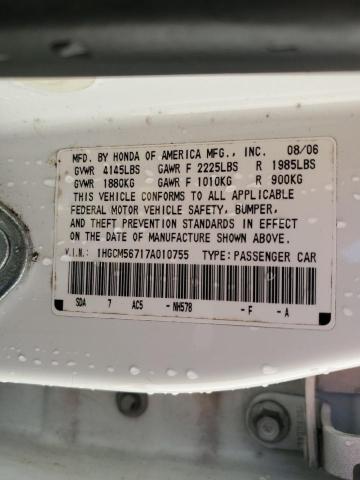 MFD. BY HONDA OF AMERICA MFG., INC. 08/06
GVWR 4145LBS GAWR F 2225LBS R 1985LBS
GVWR 1880KG GAWR F 1010KG R 900KG
THIS VEHICLE CONFORMS TO ALL APPLICABLE
FEDERAL MOTOR VEHICLE SAFETY, BUMPER,
AND THEFT PREVENTION STANDARDS IN EFFECT
ON THE DATE OF MANUFACTURE SHOWN ABOVE.
V.I.N.: 1HGCM56717A010755 TYPE:PASSENGER CAR
SDA 7 AC5 -NH578 -F -A